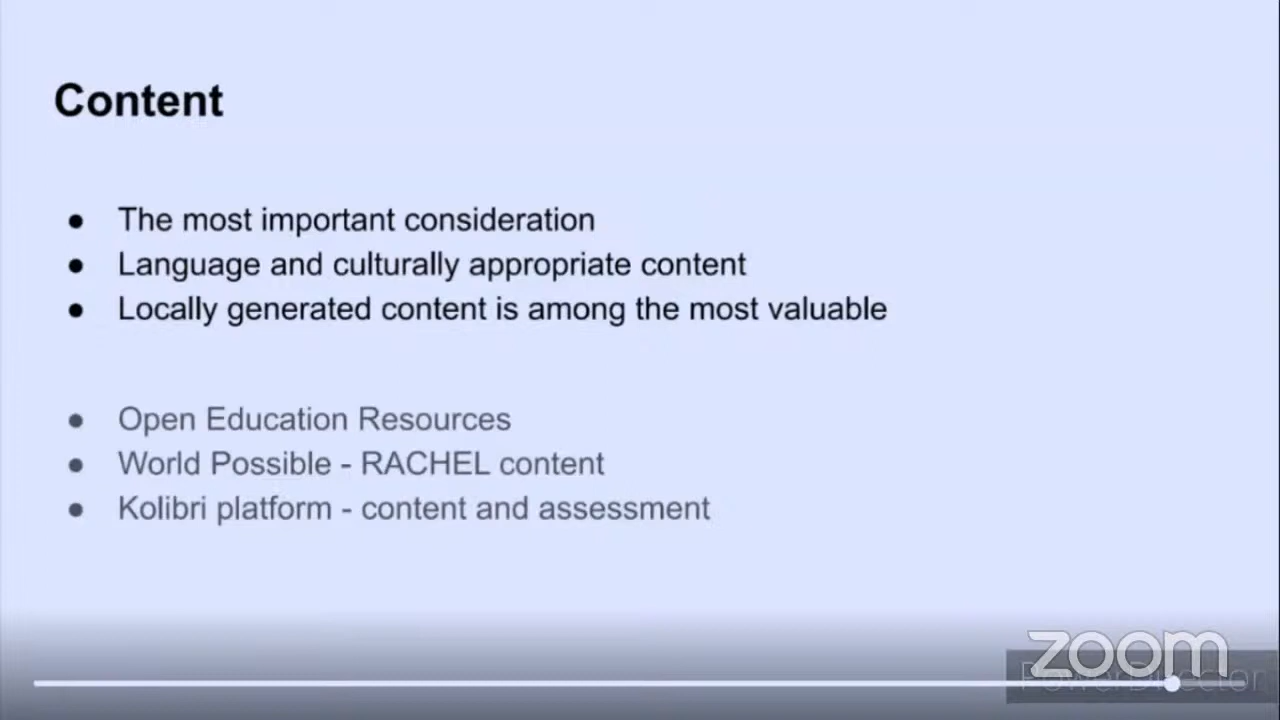 Content
● The most important consideration
● Language and culturally appropriate content
● Locally generated content is among the most valuable
● Open Education Resources
● World Possible - RACHEL content
● Kolibri platform - content and assessment
zoom
PowerDirector